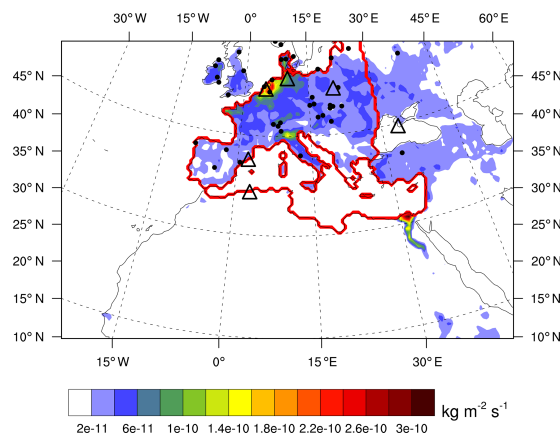 30° W 15° W 0° 15° E 30° E 45° E 60° E
45° N 45° N
40° N 40° N
35° N 35° N
30° N 30° N
25° N 25° N
20° N 20° N
15° N 15° N
10° N 10° N
15° W 0° 15° E 30° E
2e-11 6e-11 1e-10 1.4e-10 1.8e-10 2.2e-10 2.6e-10 3e-10 kg m⁻² s⁻¹